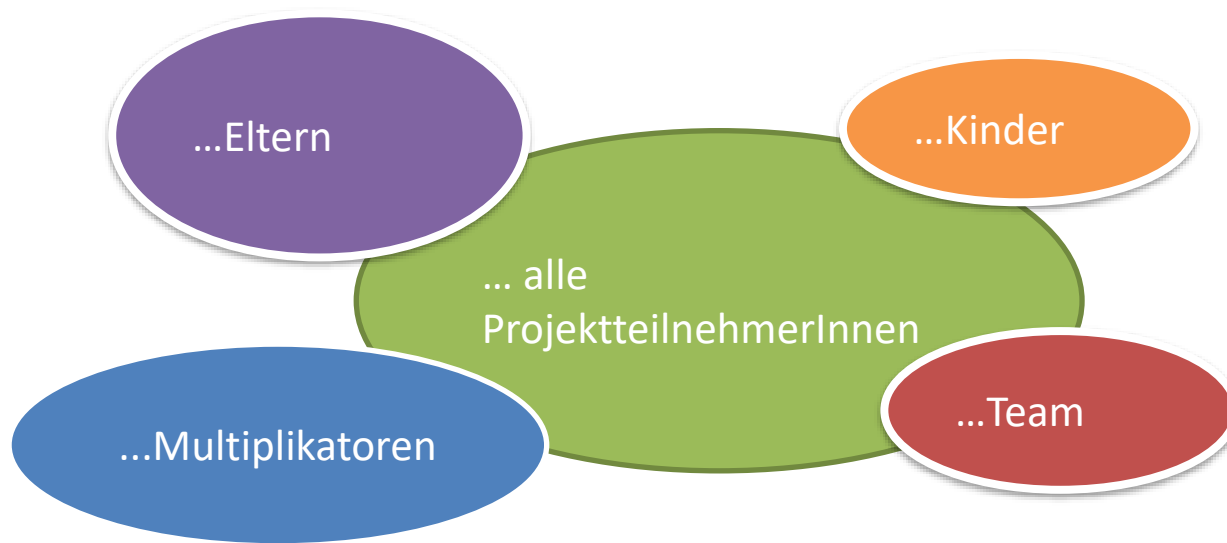 …Eltern
…Kinder
… alle
ProjektteilnehmerInnen
…Team
…Multiplikatoren